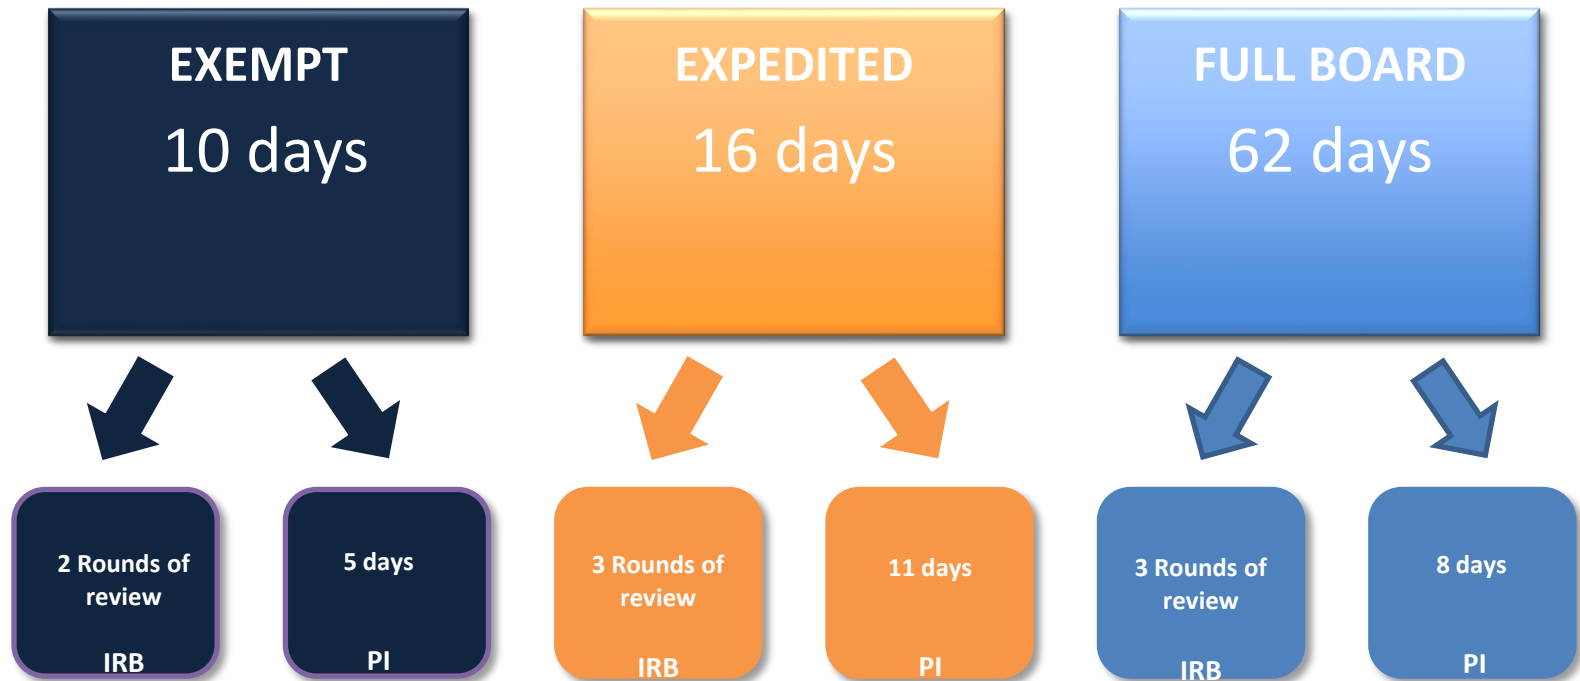 EXEMPT
10 days
EXPEDITED
16 days
FULL BOARD
62 days
2 Rounds of
review
IRB
5 days
PI
3 Rounds of
review
IRB
11 days
PI
3 Rounds of
review
IRB
8 days
PI